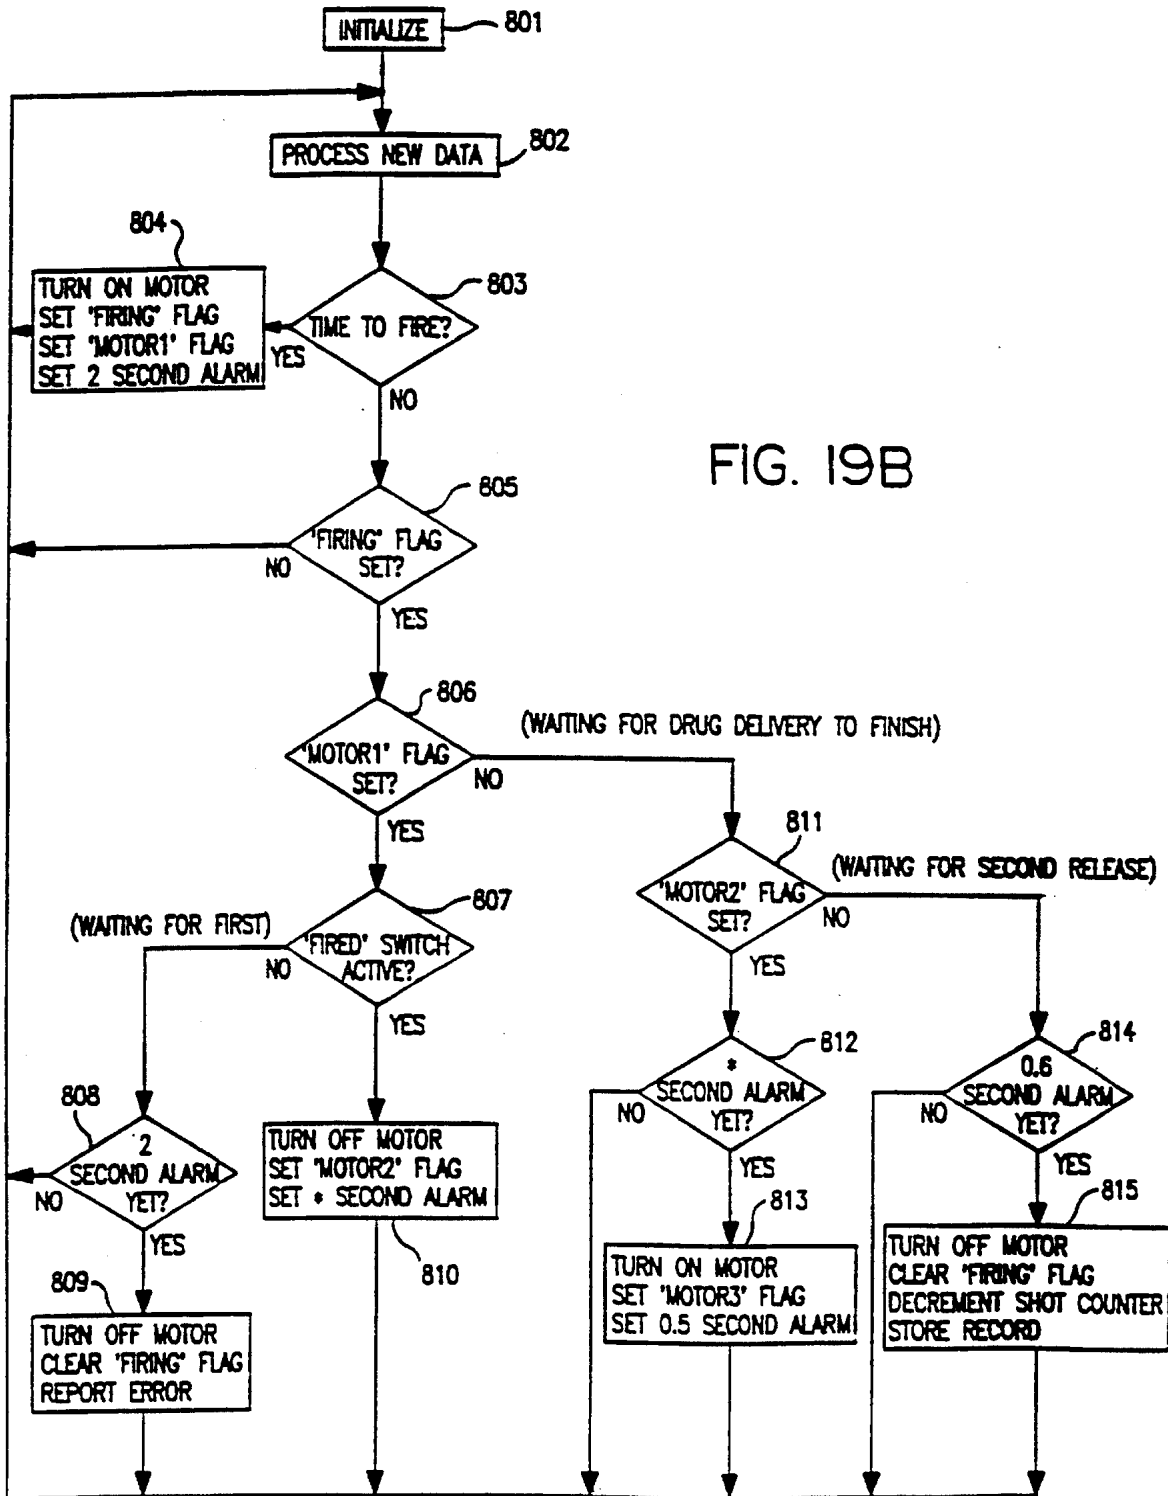 INITIALIZE
801
PROCESS NEW DATA
802
804
TURN ON MOTOR
SET 'FIRING' FLAG
SET 'MOTOR1' FLAG
SET 2 SECOND ALARM
803
TIME TO FIRE?
YES
NO
FIG. 19B
805
'FIRING' FLAG
SET?
NO
YES
806
'MOTOR1' FLAG
SET?
(WAITING FOR DRUG DELIVERY TO FINISH)
NO
YES
811
'MOTOR2' FLAG
SET?
(WAITING FOR SECOND RELEASE)
NO
YES
(WAITING FOR FIRST)
807
'FIRED' SWITCH
ACTIVE?
NO
YES
812
*
SECOND ALARM
YET?
NO
YES
814
0.6
SECOND ALARM
YET?
NO
YES
808
2
SECOND ALARM
YET?
NO
YES
TURN OFF MOTOR
SET 'MOTOR2' FLAG
SET * SECOND ALARM
810
813
TURN ON MOTOR
SET 'MOTOR3' FLAG
SET 0.5 SECOND ALARM
815
TURN OFF MOTOR
CLEAR 'FIRING' FLAG
DECREMENT SHOT COUNTER
STORE RECORD
809
TURN OFF MOTOR
CLEAR 'FIRING' FLAG
REPORT ERROR